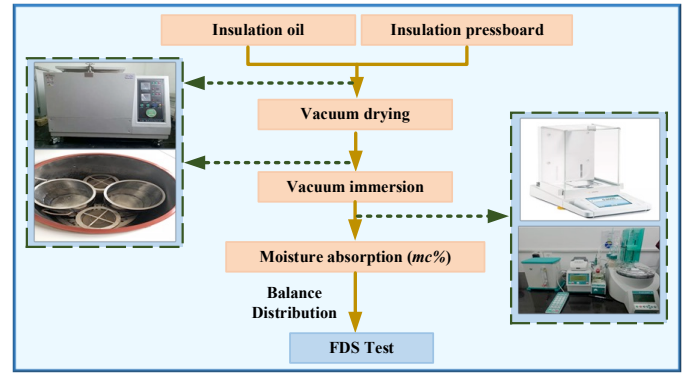 Insulation oil
Insulation pressboard
Vacuum drying
Vacuum immersion
Moisture absorption (mc%)
Balance
Distribution
FDS Test